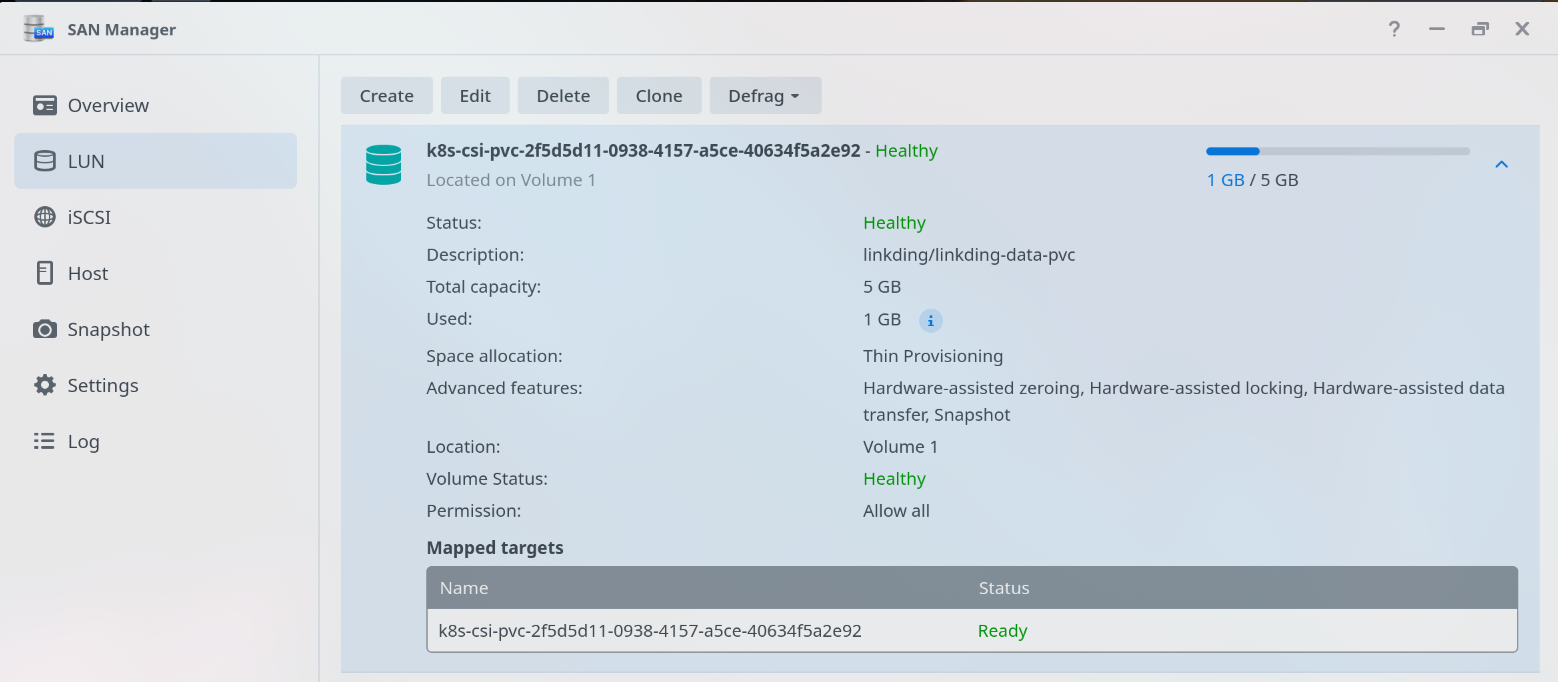 SAN
SAN Manager
?
Overview
LUN
iSCSI
Host
Snapshot
Settings
Log
Create
Edit
Delete
Clone
Defrag
k8s-csi-pvc-2f5d5d11-0938-4157-a5ce-40634f5a2e92 - Healthy
Located on Volume 1
1 GB / 5 GB
Status: Healthy
Description: linkding/linkding-data-pvc
Total capacity: 5 GB
Used: 1 GB i
Space allocation: Thin Provisioning
Advanced features: Hardware-assisted zeroing, Hardware-assisted locking, Hardware-assisted data
transfer, Snapshot
Location: Volume 1
Volume Status: Healthy
Permission: Allow all
Mapped targets
Name Status
k8s-csi-pvc-2f5d5d11-0938-4157-a5ce-40634f5a2e92 Ready